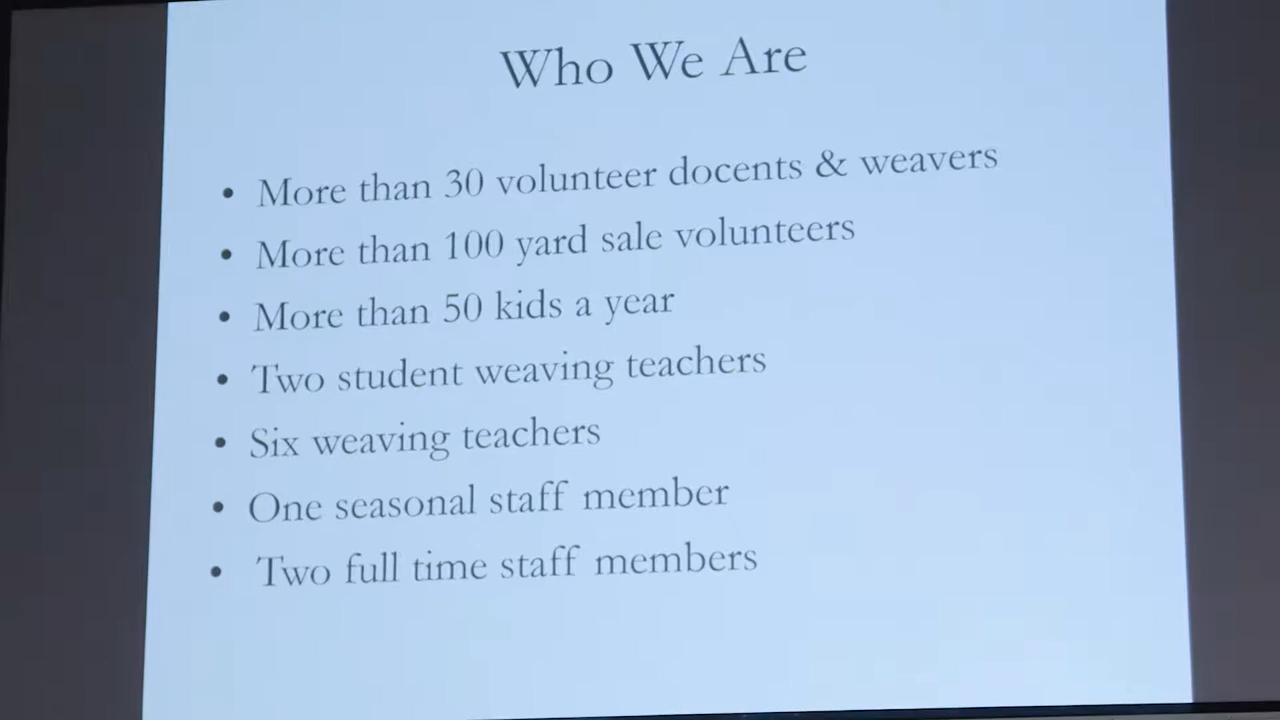 Who We Are
• More than 30 volunteer docents & weavers
• More than 100 yard sale volunteers
• More than 50 kids a year
• Two student weaving teachers
• Six weaving teachers
• One seasonal staff member
• Two full time staff members